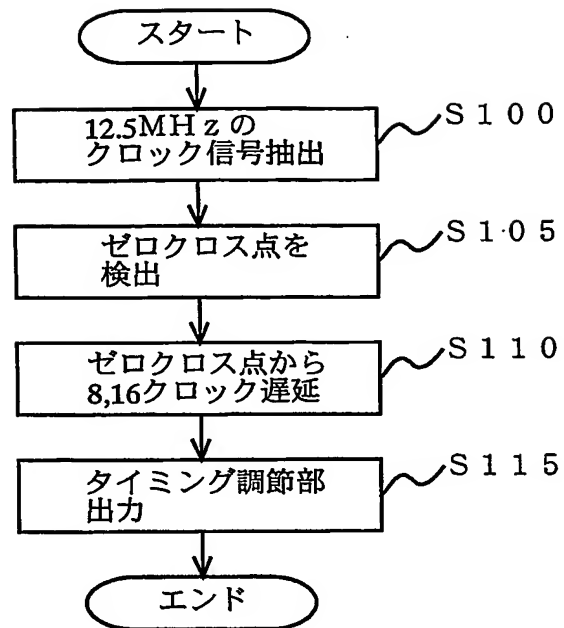 スタート
12.5MHzの
クロック信号抽出
S100
ゼロクロス点を
検出
S105
ゼロクロス点から
8,16クロック遅延
S110
タイミング調節部
出力
S115
エンド